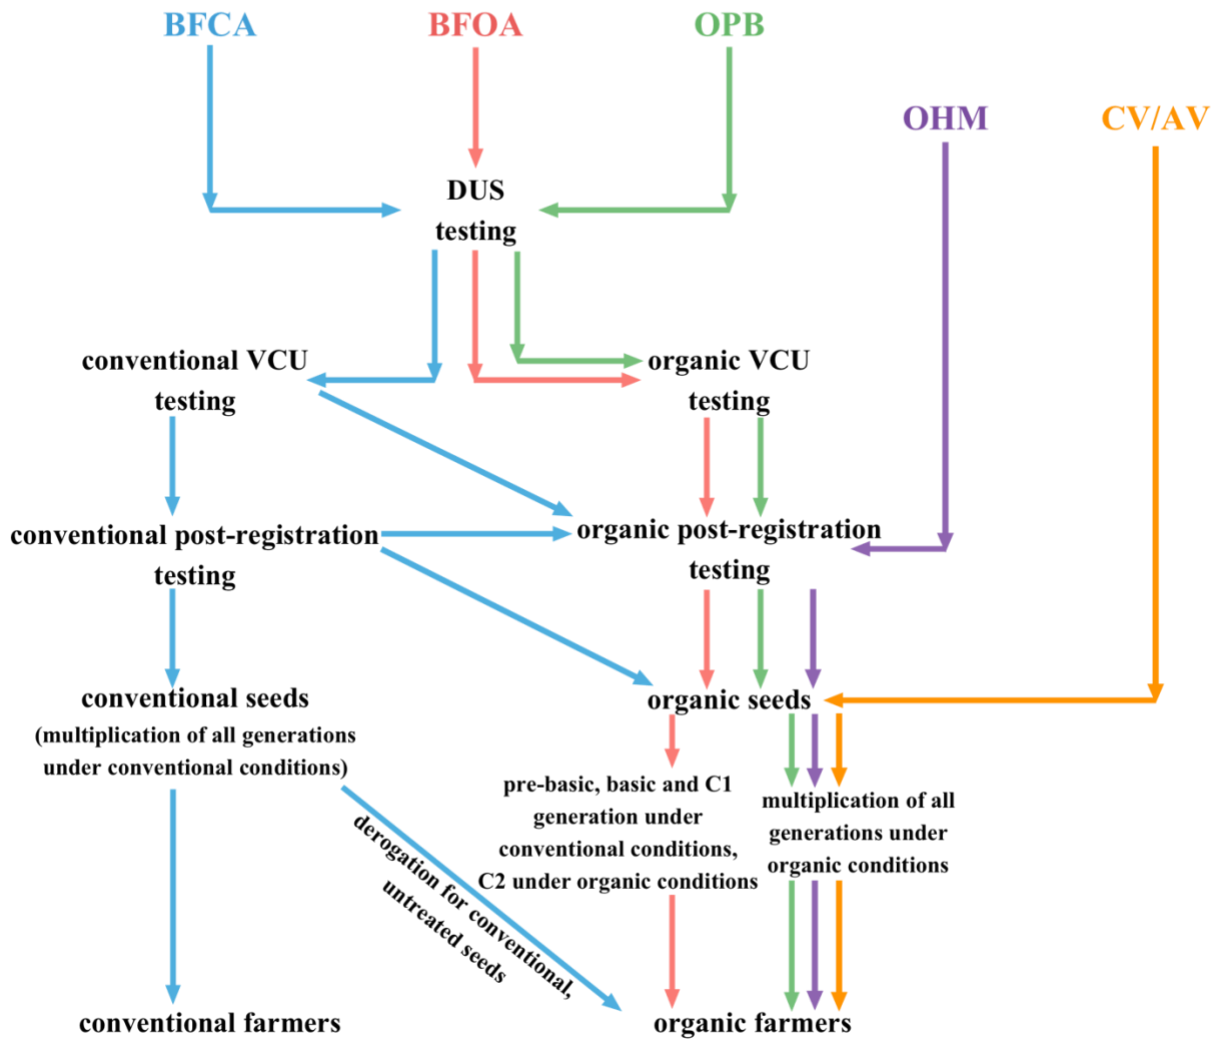 BFCA
BFOA
OPB
OHM
CV/AV
DUS
testing
conventional VCU
testing
organic VCU
testing
conventional post-registration
testing
organic post-registration
testing
conventional seeds
(multiplication of all generations
under conventional conditions)
organic seeds
pre-basic, basic and C1
generation under
conventional conditions,
C2 under organic conditions
multiplication of all
generations under
organic conditions
derogation for conventional,
untreated seeds
conventional farmers
organic farmers